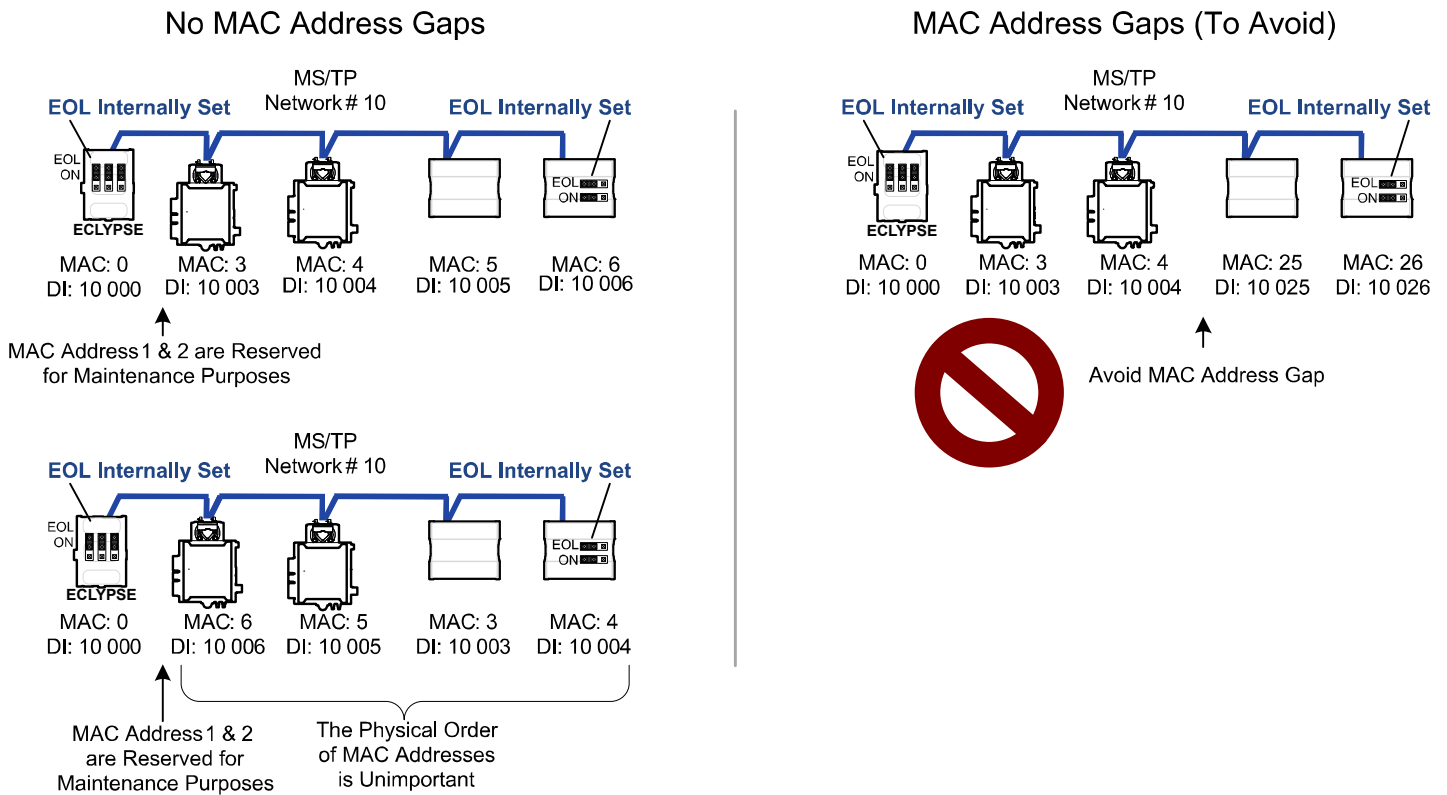 No MAC Address Gaps
MS/TP
Network # 10
EOL Internally Set
EOL Internally Set
EOL
ON
ECLYPSE
EOL
ON
MAC: 0
DI: 10 000
MAC: 3
DI: 10 003
MAC: 4
DI: 10 004
MAC: 5
DI: 10 005
MAC: 6
DI: 10 006
MAC Address 1 & 2 are Reserved
for Maintenance Purposes
MS/TP
Network # 10
EOL Internally Set
EOL Internally Set
EOL
ON
ECLYPSE
EOL
ON
MAC: 0
DI: 10 000
MAC: 6
DI: 10 006
MAC: 5
DI: 10 005
MAC: 3
DI: 10 003
MAC: 4
DI: 10 004
MAC Address 1 & 2
are Reserved for
Maintenance Purposes
The Physical Order
of MAC Addresses
is Unimportant
MAC Address Gaps (To Avoid)
MS/TP
Network # 10
EOL Internally Set
EOL Internally Set
EOL
ON
ECLYPSE
EOL
ON
MAC: 0
DI: 10 000
MAC: 3
DI: 10 003
MAC: 4
DI: 10 004
MAC: 25
DI: 10 025
MAC: 26
DI: 10 026
Avoid MAC Address Gap